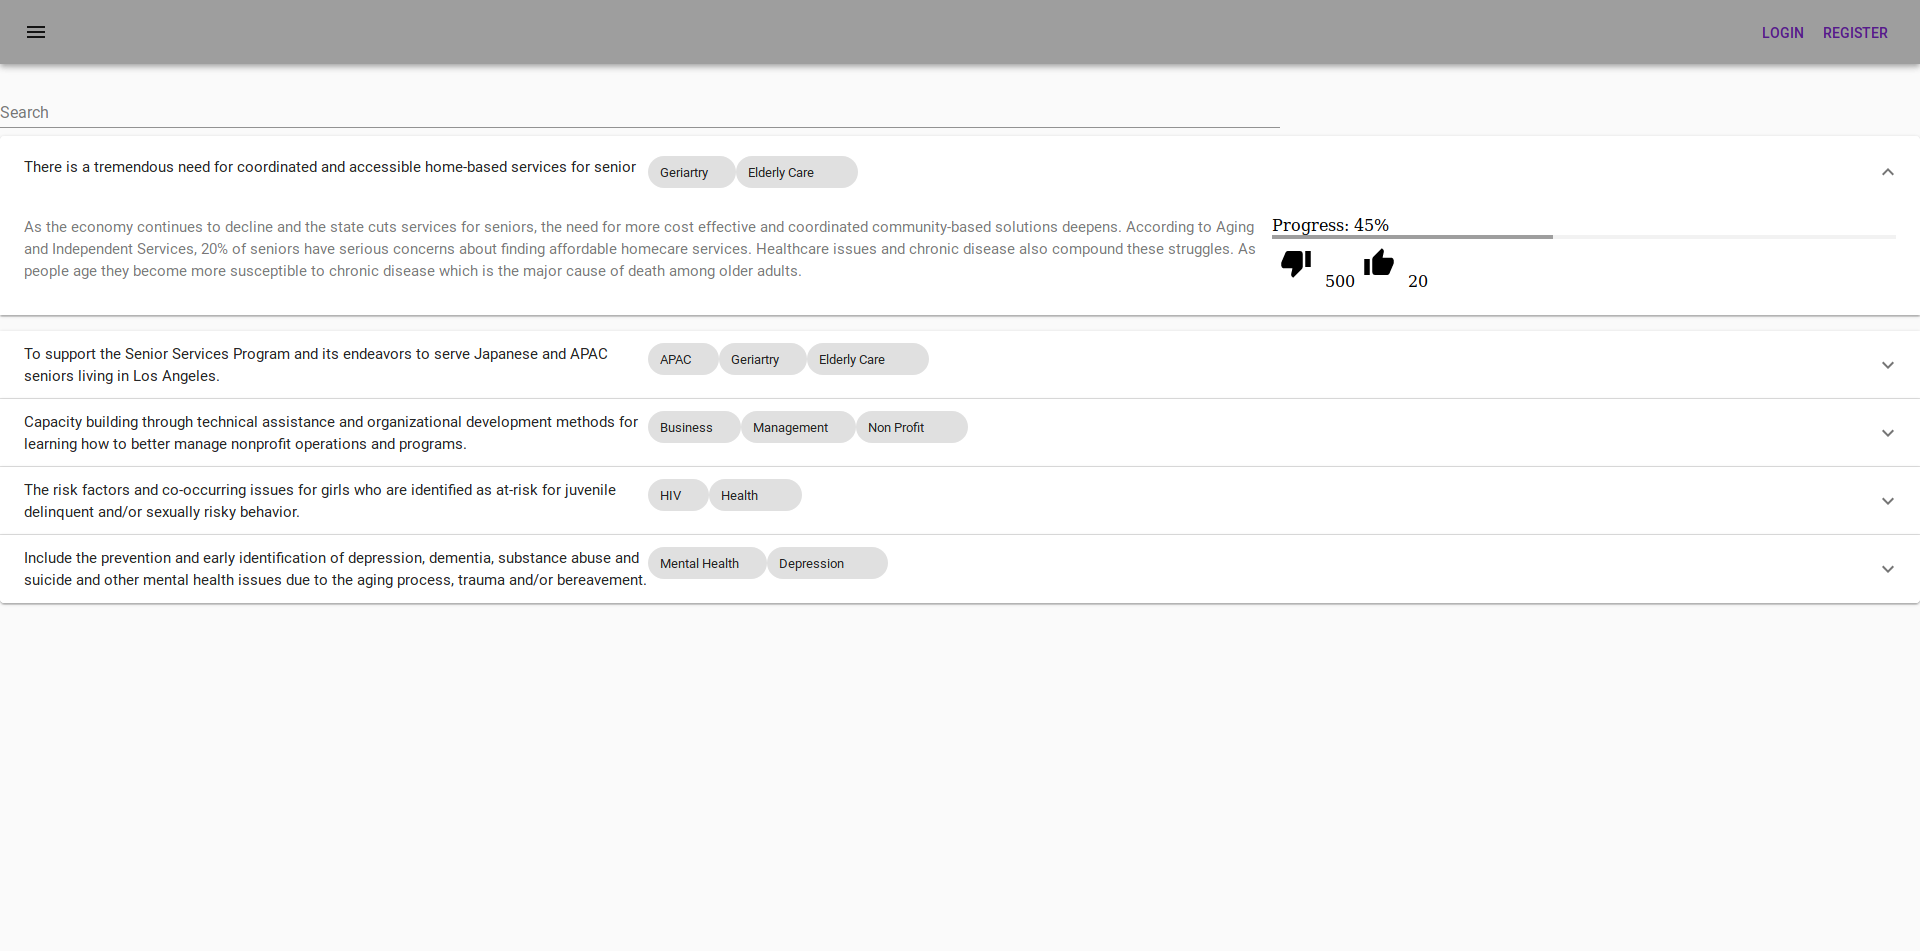 LOGIN REGISTER
Search
There is a tremendous need for coordinated and accessible home-based services for senior Geriartry Elderly Care
As the economy continues to decline and the state cuts services for seniors, the need for more cost effective and coordinated community-based solutions deepens. According to Aging
and Independent Services, 20% of seniors have serious concerns about finding affordable homecare services. Healthcare issues and chronic disease also compound these struggles. As
people age they become more susceptible to chronic disease which is the major cause of death among older adults.
Progress: 45%
500 20
To support the Senior Services Program and its endeavors to serve Japanese and APAC
seniors living in Los Angeles.
APAC Geriartry Elderly Care
Capacity building through technical assistance and organizational development methods for
learning how to better manage nonprofit operations and programs.
Business Management Non Profit
The risk factors and co-occurring issues for girls who are identified as at-risk for juvenile
delinquent and/or sexually risky behavior.
HIV Health
Include the prevention and early identification of depression, dementia, substance abuse and
suicide and other mental health issues due to the aging process, trauma and/or bereavement.
Mental Health Depression